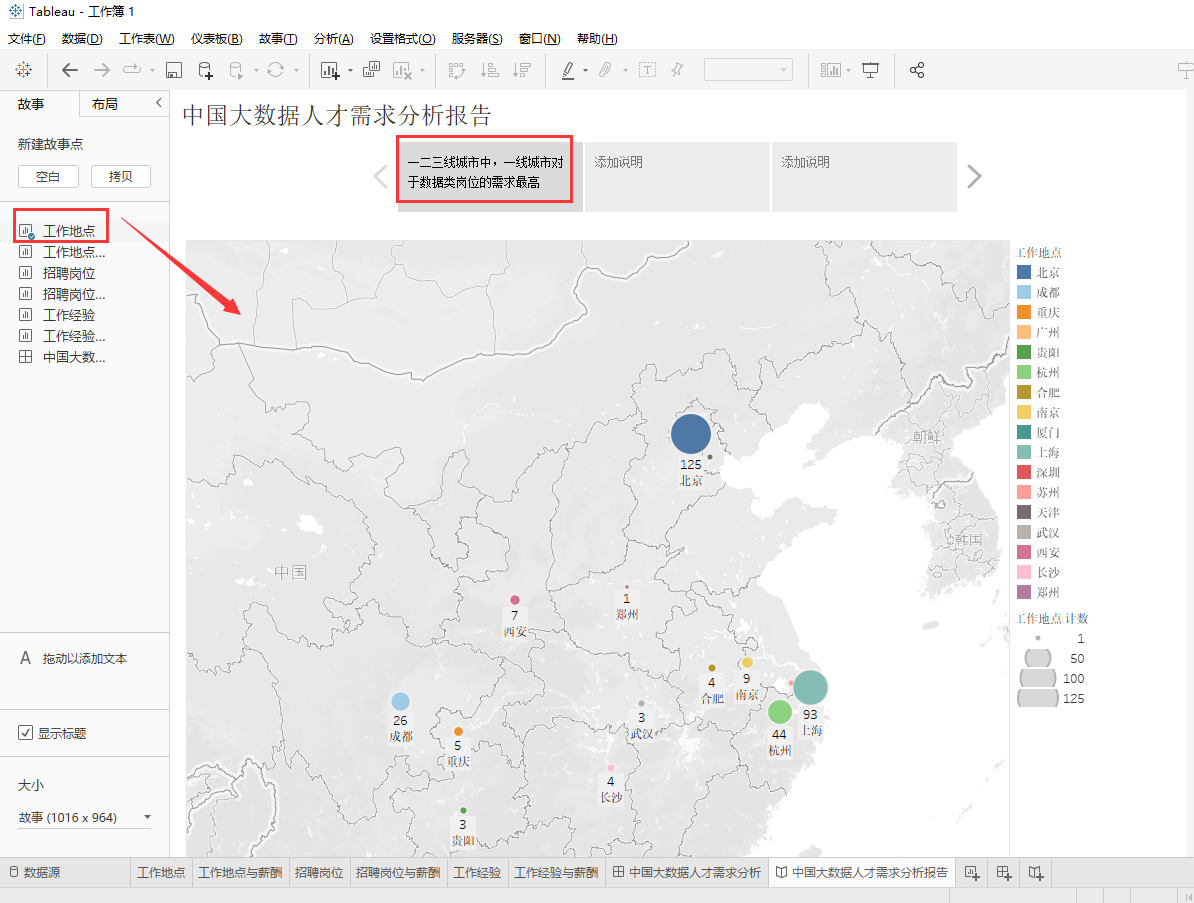 Tableau - 工作簿 1
文件(F) 数据(D) 工作表(W) 仪表板(B) 故事(T) 分析(A) 设置格式(O) 服务器(S) 窗口(N) 帮助(H)
故事 布局
新建故事点
空白 拷贝
工作地点
工作地点...
招聘岗位
招聘岗位...
工作经验
工作经验...
中国大数...
A 拖动以添加文本
显示标题
大小
故事 (1016 x 964)
中国大数据人才需求分析报告
一二三线城市中，一线城市对
于数据类岗位的需求最高
添加说明
添加说明
中国
朝鲜
韩国
125
北京
7
西安
1
郑州
4
合肥
9
南京
93
上海
44
杭州
3
武汉
26
成都
5
重庆
4
长沙
3
贵阳
工作地点
北京
成都
重庆
广州
贵阳
杭州
合肥
南京
厦门
上海
深圳
苏州
天津
武汉
西安
长沙
郑州
工作地点 计数
1
50
100
125
数据源 工作地点 工作地点与薪酬 招聘岗位 招聘岗位与薪酬 工作经验 工作经验与薪酬 中国大数据人才需求分析 中国大数据人才需求分析报告